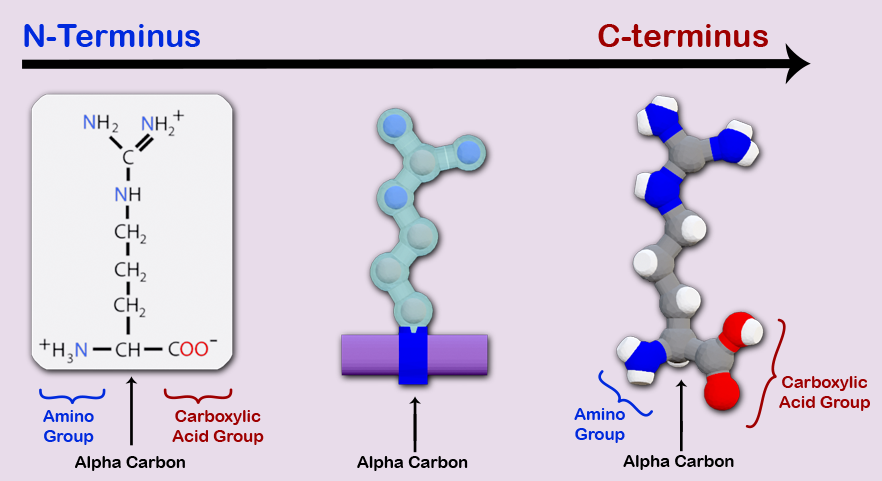 N-Terminus
C-terminus
NH₂ NH₂⁺
C
NH
CH₂
CH₂
CH₂
⁺H₃N CH COO⁻
Amino
Group
Carboxylic
Acid Group
Alpha Carbon
Alpha Carbon
Amino
Group
Carboxylic
Acid Group
Alpha Carbon